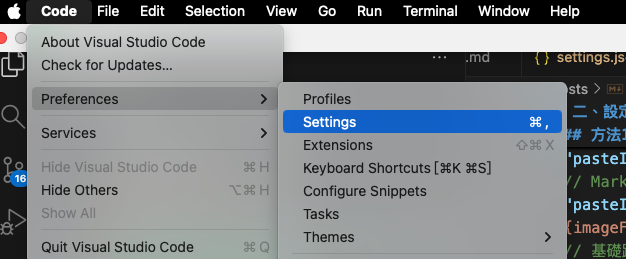 Code File Edit Selection View Go Run Terminal Window Help
About Visual Studio Code
Check for Updates...
Preferences
Services
Hide Visual Studio Code ⌘H
Hide Others ⌥⌘H
Show All
Quit Visual Studio Code ⌘Q
Profiles
Settings ⌘,
Extensions ⇧⌘X
Keyboard Shortcuts [⌘K ⌘S]
Configure Snippets
Tasks
Themes
16
··· .md {} settings.js
sts > 
二、設定
## 方法1
"pasteI
// Mark
"pasteI
{imageF
// 基礎